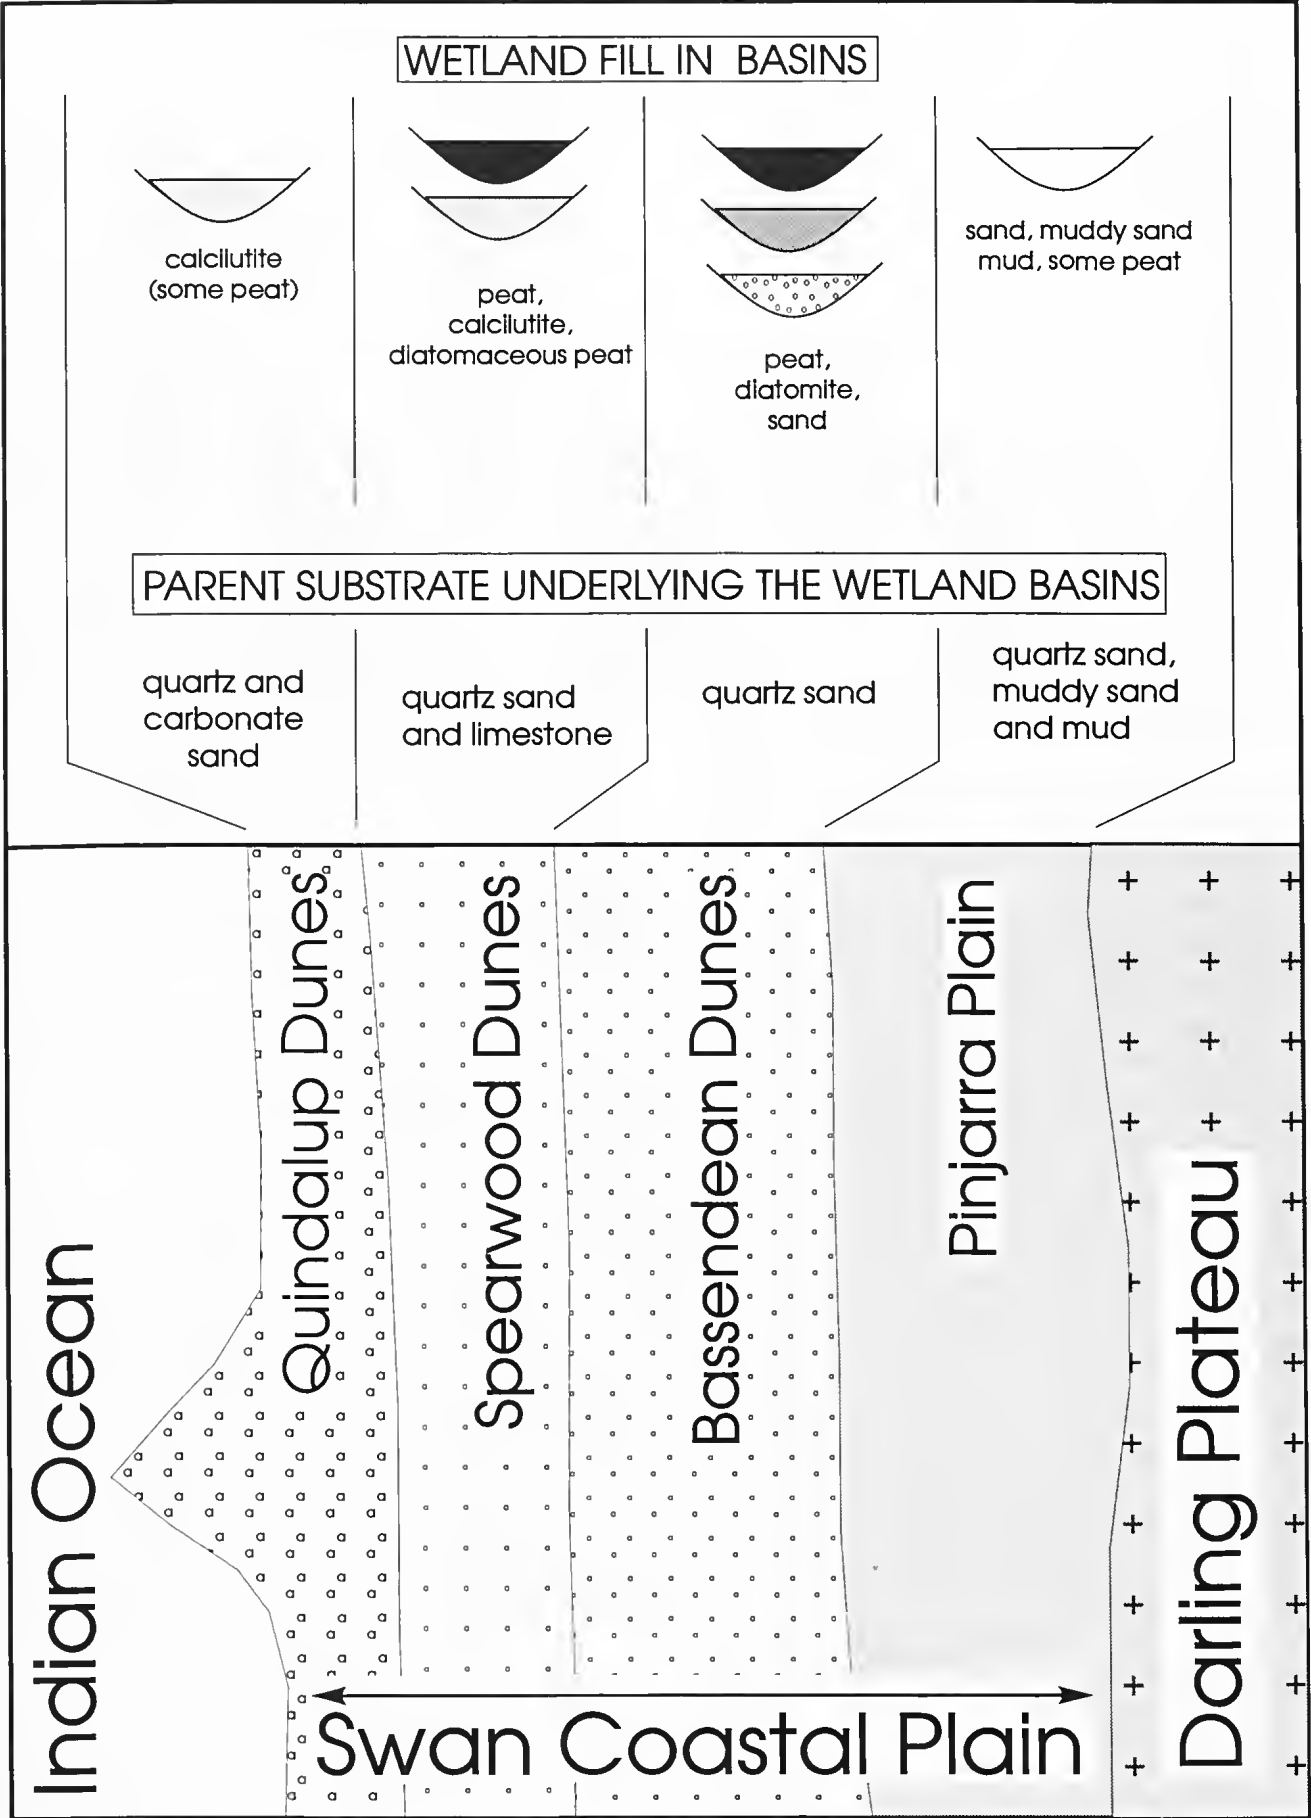 WETLAND FILL IN BASINS
calcilutite
(some peat)
peat,
calcilutite,
diatomaceous peat
peat,
diatomite,
sand
sand, muddy sand
mud, some peat
PARENT SUBSTRATE UNDERLYING THE WETLAND BASINS
quartz and
carbonate
sand
quartz sand
and limestone
quartz sand
quartz sand,
muddy sand
and mud
Indian Ocean
Quindalup Dunes
Spearwood Dunes
Bassendean Dunes
Pinjarra Plain
Darling Plateau
Swan Coastal Plain